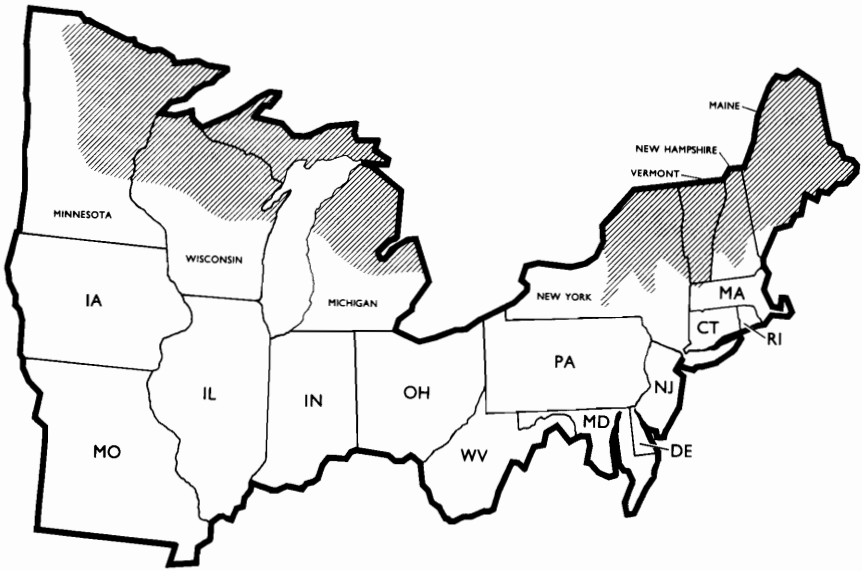 MAINE
NEW HAMPSHIRE
VERMONT
MINNESOTA
WISCONSIN
MICHIGAN
NEW YORK
IA
MA
CT
RI
PA
NJ
IL
IN
OH
MD
MO
WV
DE